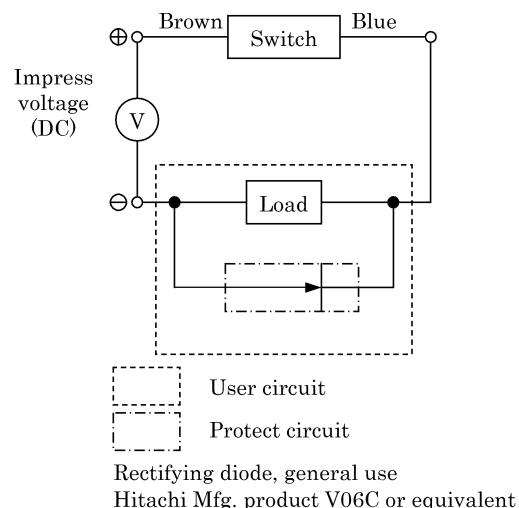 Brown
Switch
Blue
⊕
Impress
voltage
(DC)
V
⊖
Load
User circuit
Protect circuit
Rectifying diode, general use
Hitachi Mfg. product V06C or equivalent